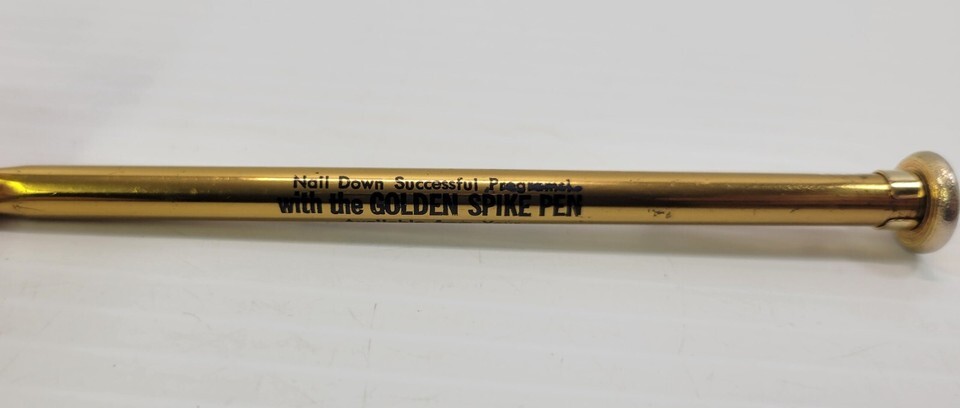 Nail Down Successful Programs
with the GOLDEN SPIKE PEN